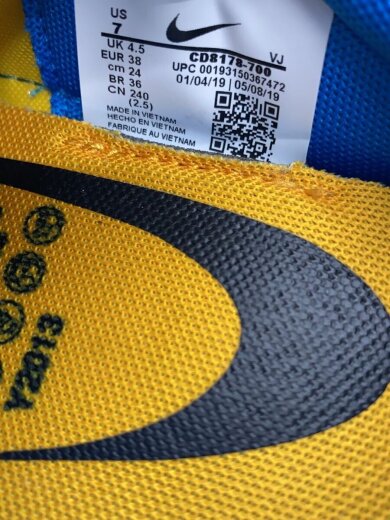 US
7
UK 4.5
EUR 38
cm 24
BR 36
CN 240
(2.5)
MADE IN VIETNAM
HECHO EN VIETNAM
FABRIQUE AU VIETNAM
CD8178-700 VJ
UPC 00193150367472
01/04/19 | 05/08/19
Y2013